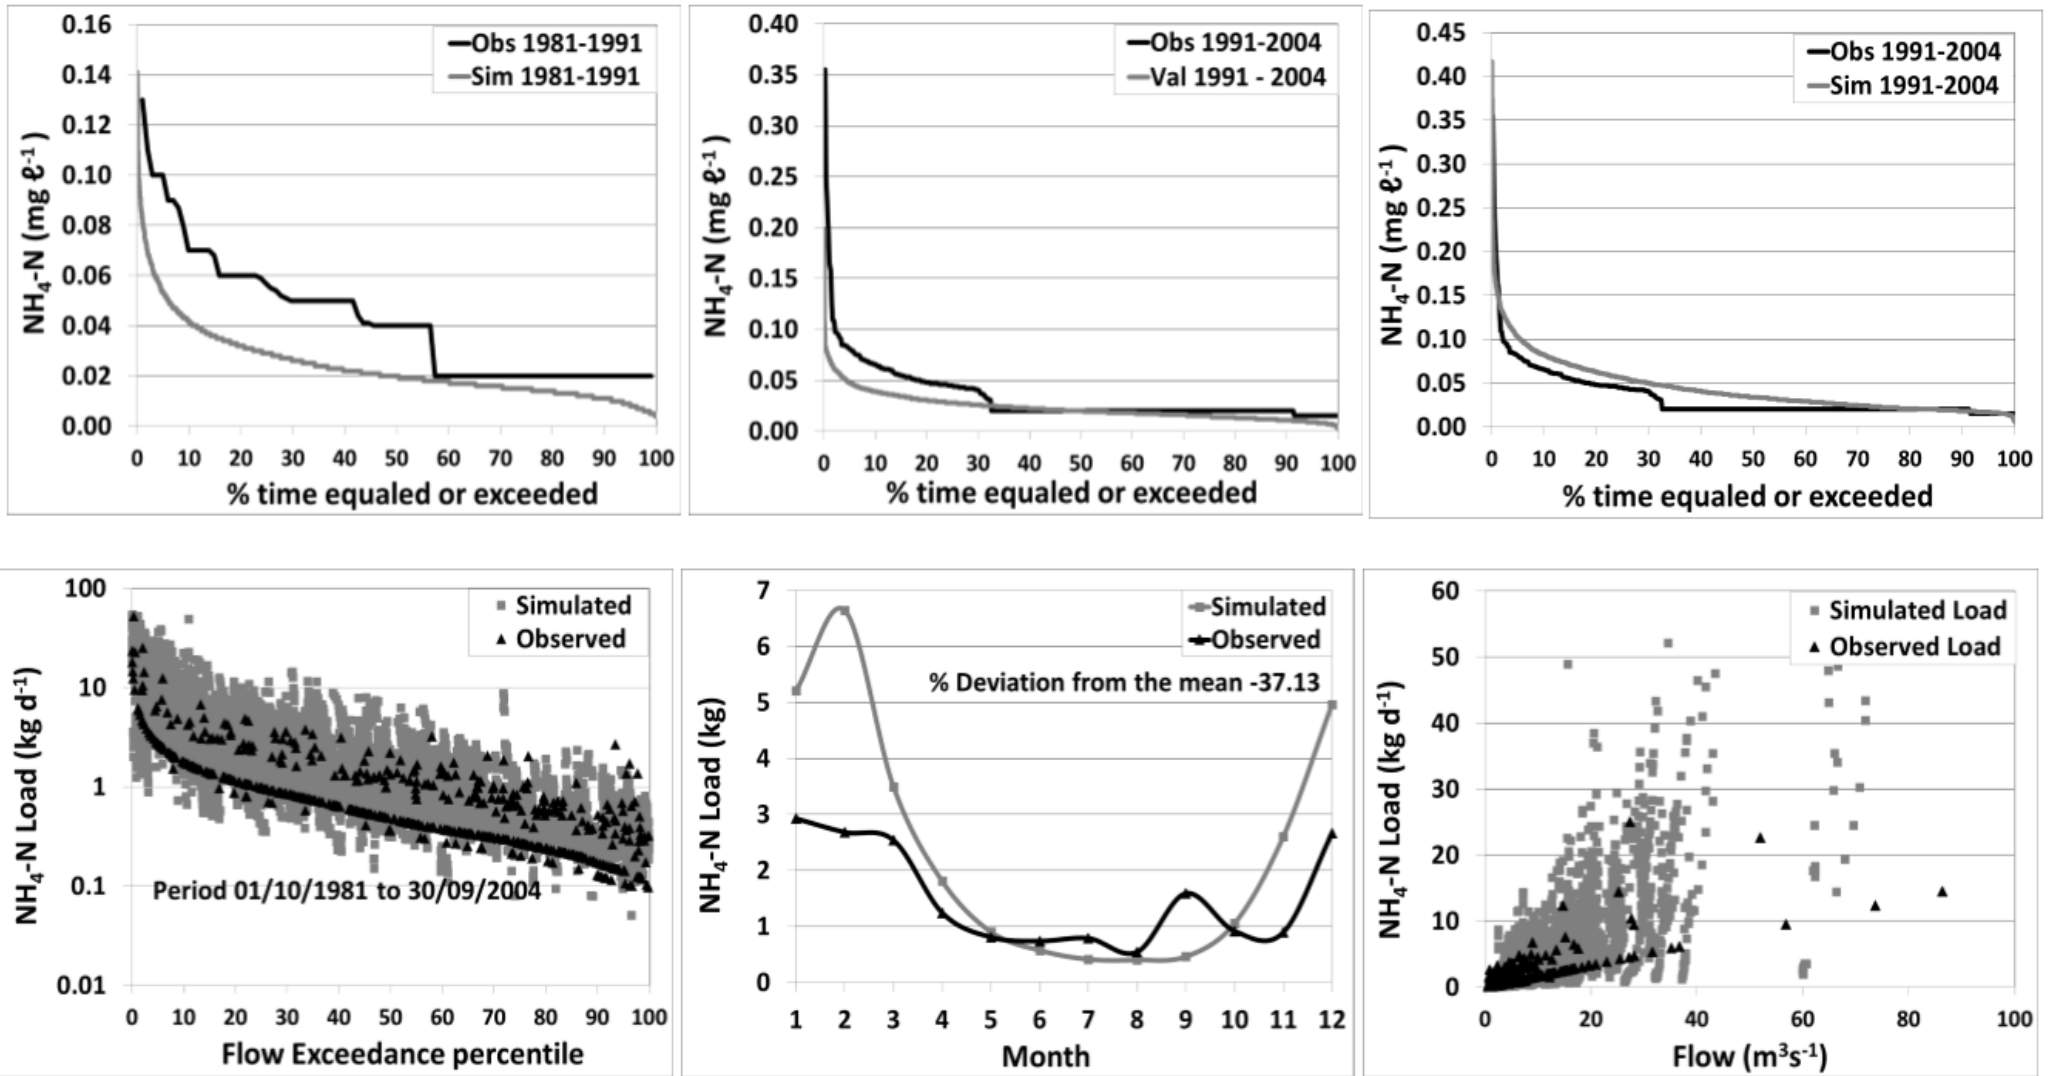 0.16
0.14
0.12
0.10
0.08
0.06
0.04
0.02
0.00
NH4-N (mg ℓ-1 )
Obs 1981-1991
Sim 1981-1991
0 10 20 30 40 50 60 70 80 90 100
% time equaled or exceeded
0.40
0.35
0.30
0.25
0.20
0.15
0.10
0.05
0.00
NH4-N (mg ℓ-1 )
Obs 1991-2004
Val 1991 - 2004
0 10 20 30 40 50 60 70 80 90 100
% time equaled or exceeded
0.45
0.40
0.35
0.30
0.25
0.20
0.15
0.10
0.05
0.00
NH4-N (mg ℓ-1 )
Obs 1991-2004
Sim 1991-2004
0 10 20 30 40 50 60 70 80 90 100
% time equaled or exceeded
100
10
1
0.1
0.01
NH4-N Load (kg d-1)
Simulated
Observed
Period 01/10/1981 to 30/09/2004
0 10 20 30 40 50 60 70 80 90 100
Flow Exceedance percentile
7
6
5
4
3
2
1
0
NH4-N Load (kg)
Simulated
Observed
% Deviation from the mean -37.13
1 2 3 4 5 6 7 8 9 10 11 12
Month
60
50
40
30
20
10
0
NH4-N Load (kg d-1)
Simulated Load
Observed Load
0 20 40 60 80 100
Flow (m3s-1)